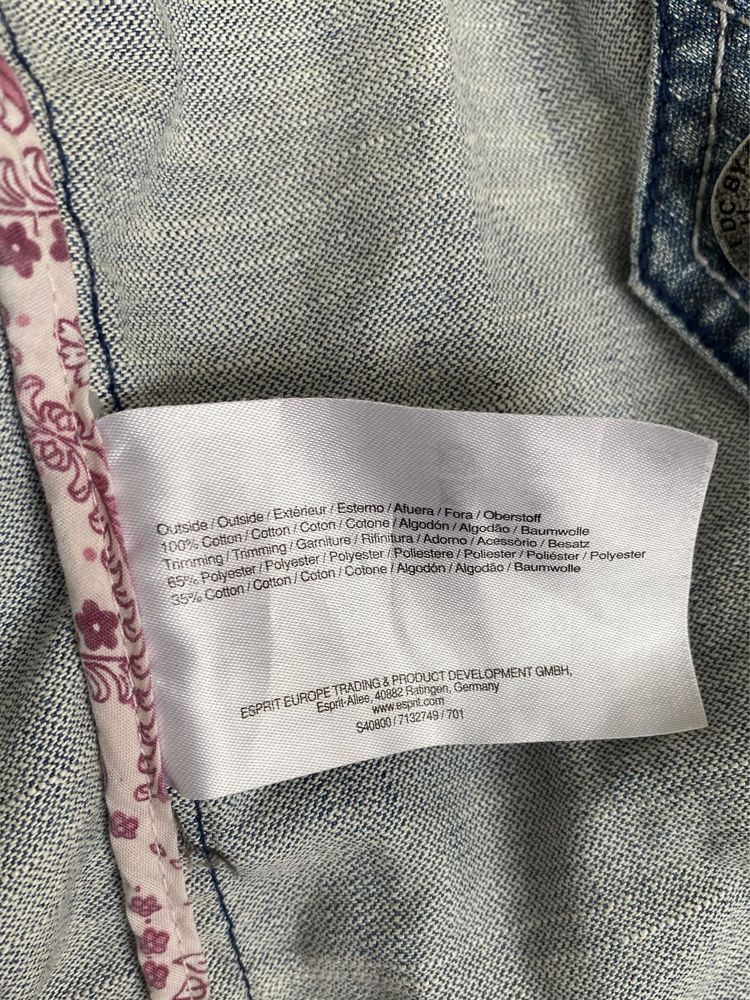 Outside / Outside / Extérieur / Esterno / Afuera / Fora / Oberstoff
100% Cotton / Cotton / Coton / Cotone / Algodón / Algodão / Baumwolle
Trimming / Trimming / Garniture / Rifinitura / Adorno / Acessòrio / Besatz
65% Polyester / Polyester / Polyester / Poliestere / Poliester / Poliéster / Polyester
35% Cotton / Cotton / Coton / Cotone / Algodón / Algodão / Baumwolle
ESPRIT EUROPE TRADING & PRODUCT DEVELOPMENT GMBH,
Esprit-Allee, 40882 Ratingen, Germany
www.esprit.com
S40800 / 7132749 / 701